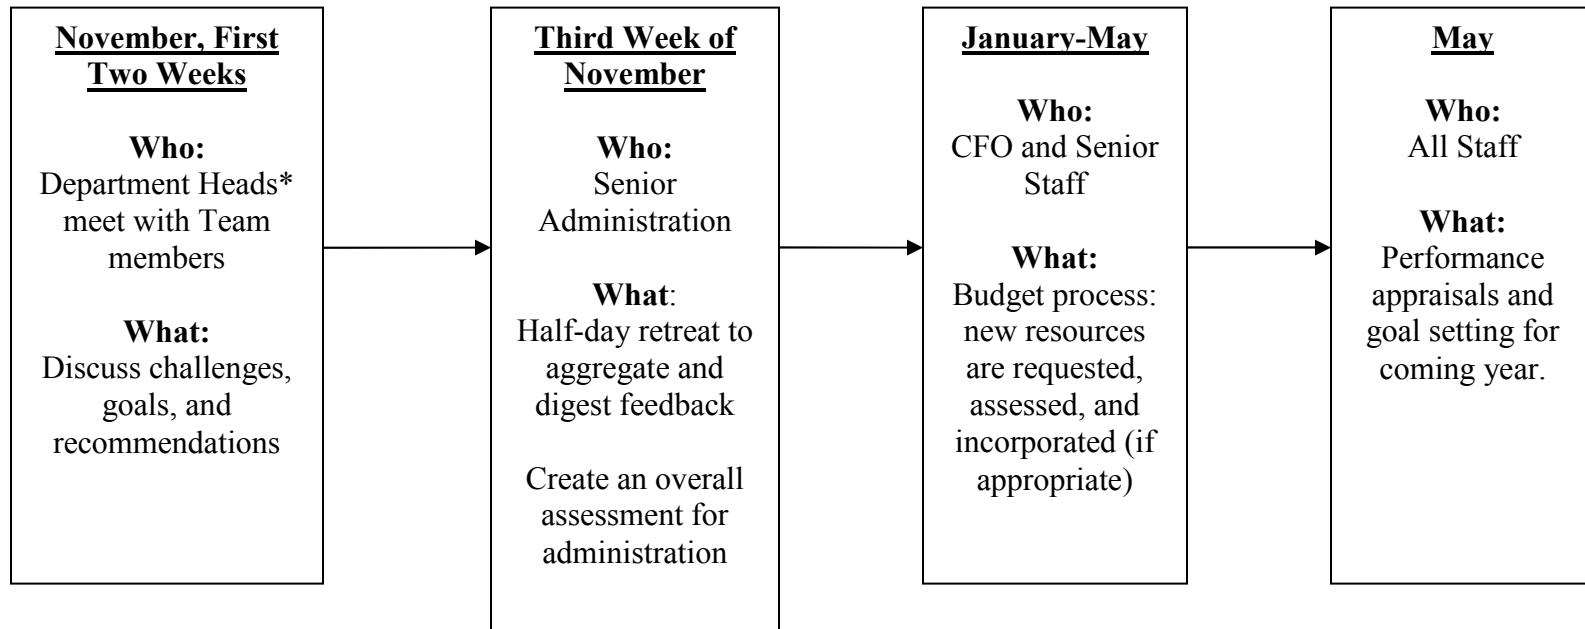 November, First
Two Weeks
Who:
Department Heads*
meet with Team
members
What:
Discuss challenges,
goals, and
recommendations
Third Week of
November
Who:
Senior
Administration
What:
Half-day retreat to
aggregate and
digest feedback
Create an overall
assessment for
administration
January-May
Who:
CFO and Senior
Staff
What:
Budget process:
new resources
are requested,
assessed, and
incorporated (if
appropriate)
May
Who:
All Staff
What:
Performance
appraisals and
goal setting for
coming year.